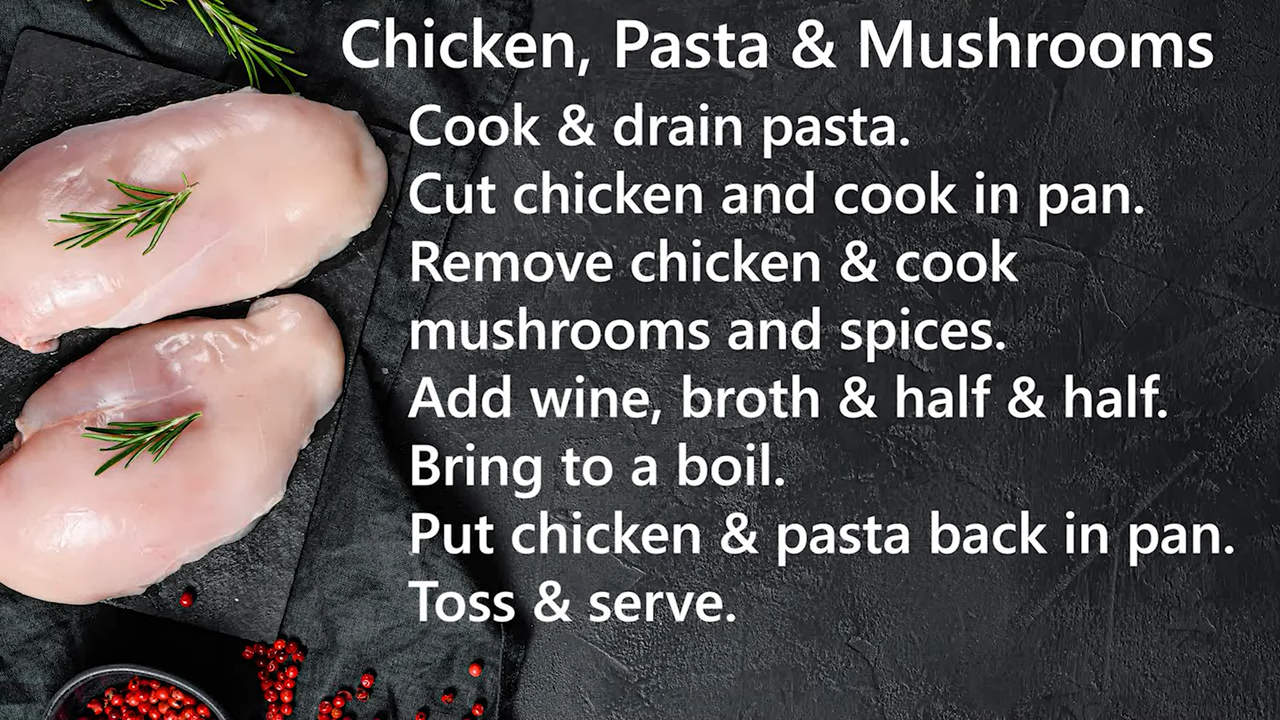 Chicken, Pasta & Mushrooms
Cook & drain pasta.
Cut chicken and cook in pan.
Remove chicken & cook
mushrooms and spices.
Add wine, broth & half & half.
Bring to a boil.
Put chicken & pasta back in pan.
Toss & serve.